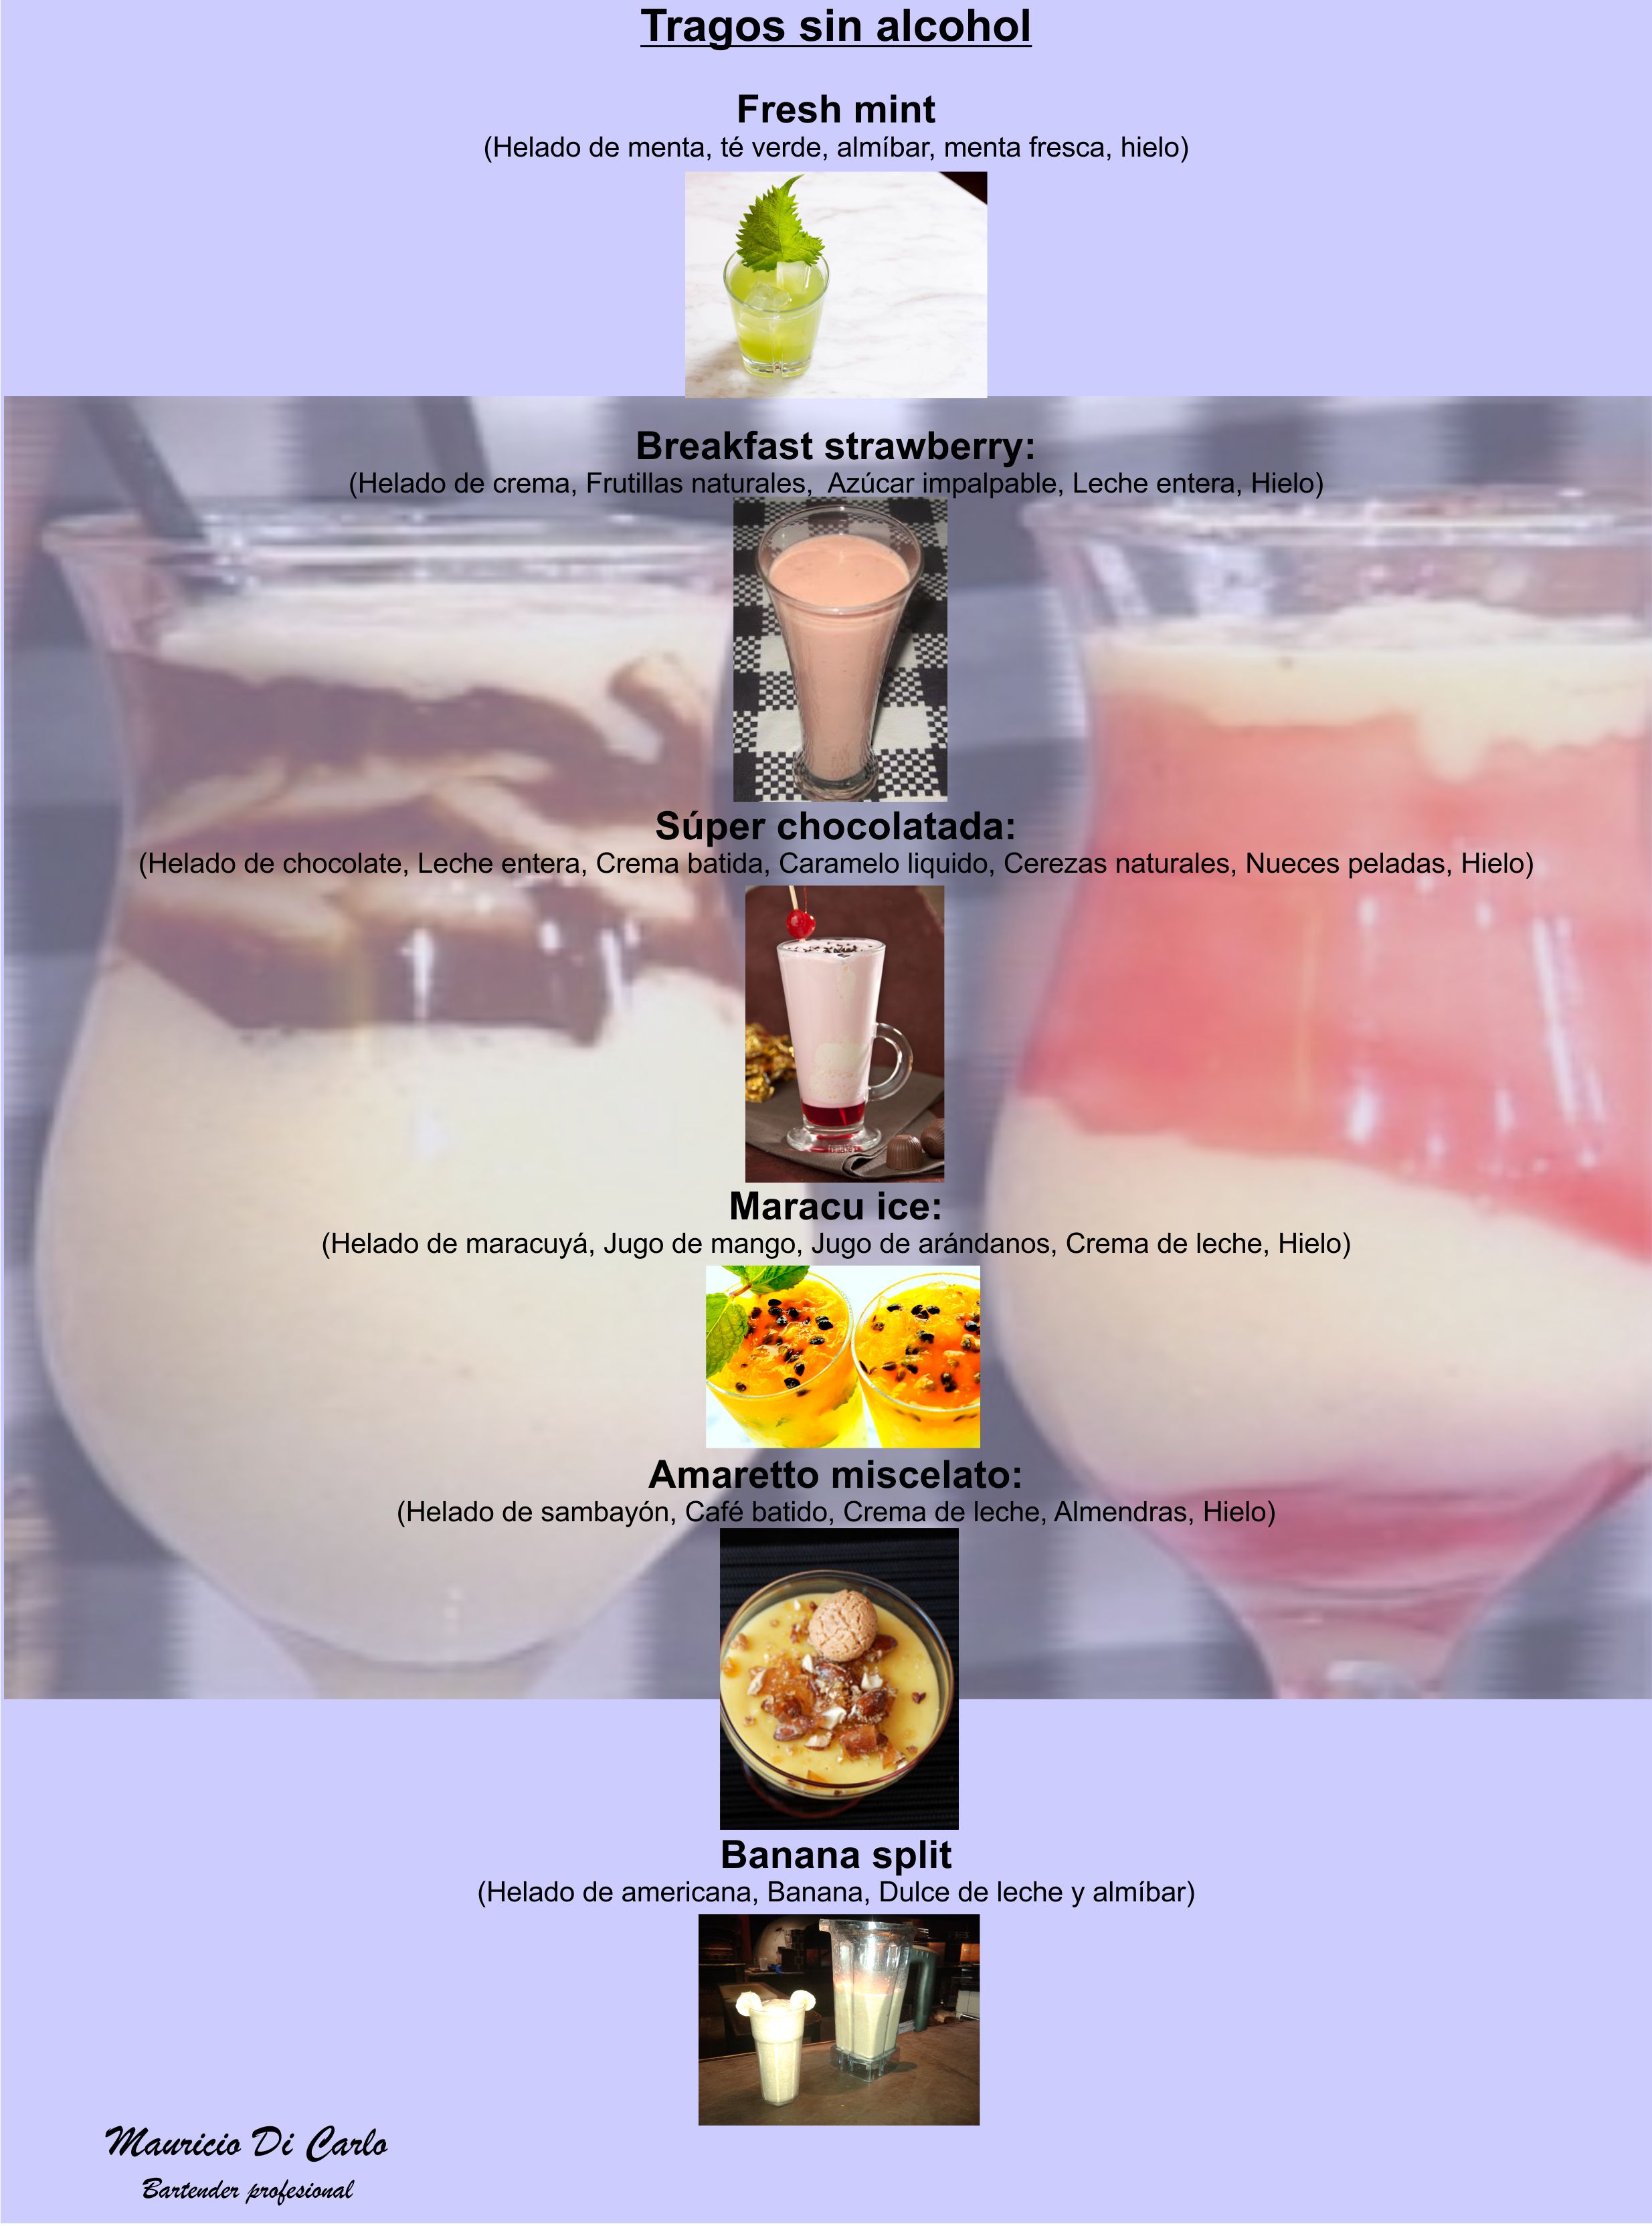 Tragos sin alcohol
Fresh mint
(Helado de menta, té verde, almíbar, menta fresca, hielo)
Breakfast strawberry:
(Helado de crema, Frutillas naturales,  Azúcar impalpable, Leche entera, Hielo)
Súper chocolatada:
(Helado de chocolate, Leche entera, Crema batida, Caramelo liquido, Cerezas naturales, Nueces peladas, Hielo)
Maracu ice:
(Helado de maracuyá, Jugo de mango, Jugo de arándanos, Crema de leche, Hielo)
Amaretto miscelato:
(Helado de sambayón, Café batido, Crema de leche, Almendras, Hielo)
Banana split
(Helado de americana, Banana, Dulce de leche y almíbar)
Mauricio Di Carlo
Bartender profesional